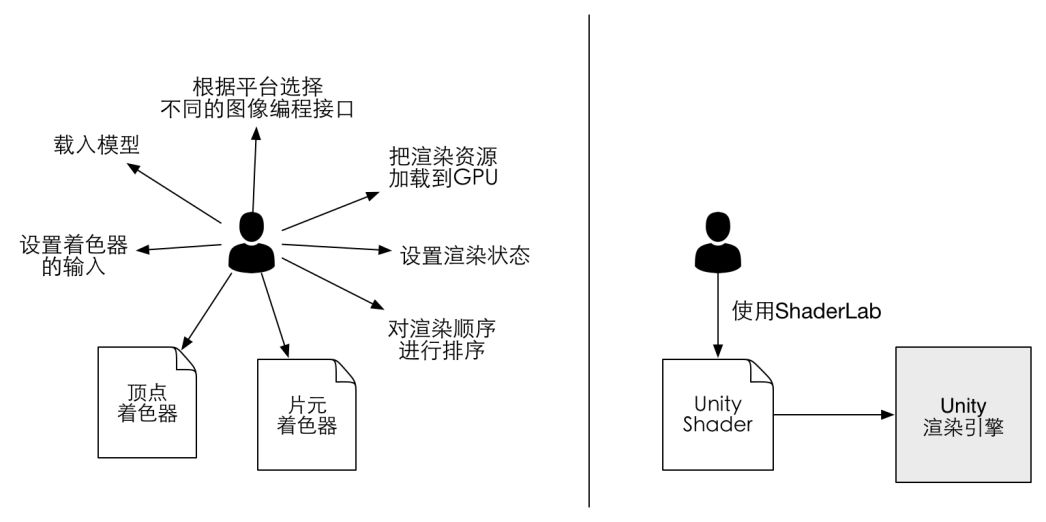 根据平台选择
不同的图像编程接口
载入模型
把渲染资源
加载到GPU
设置着色器
的输入
设置渲染状态
对渲染顺序
进行排序
顶点
着色器
片元
着色器
使用ShaderLab
Unity
Shader
Unity
渲染引擎